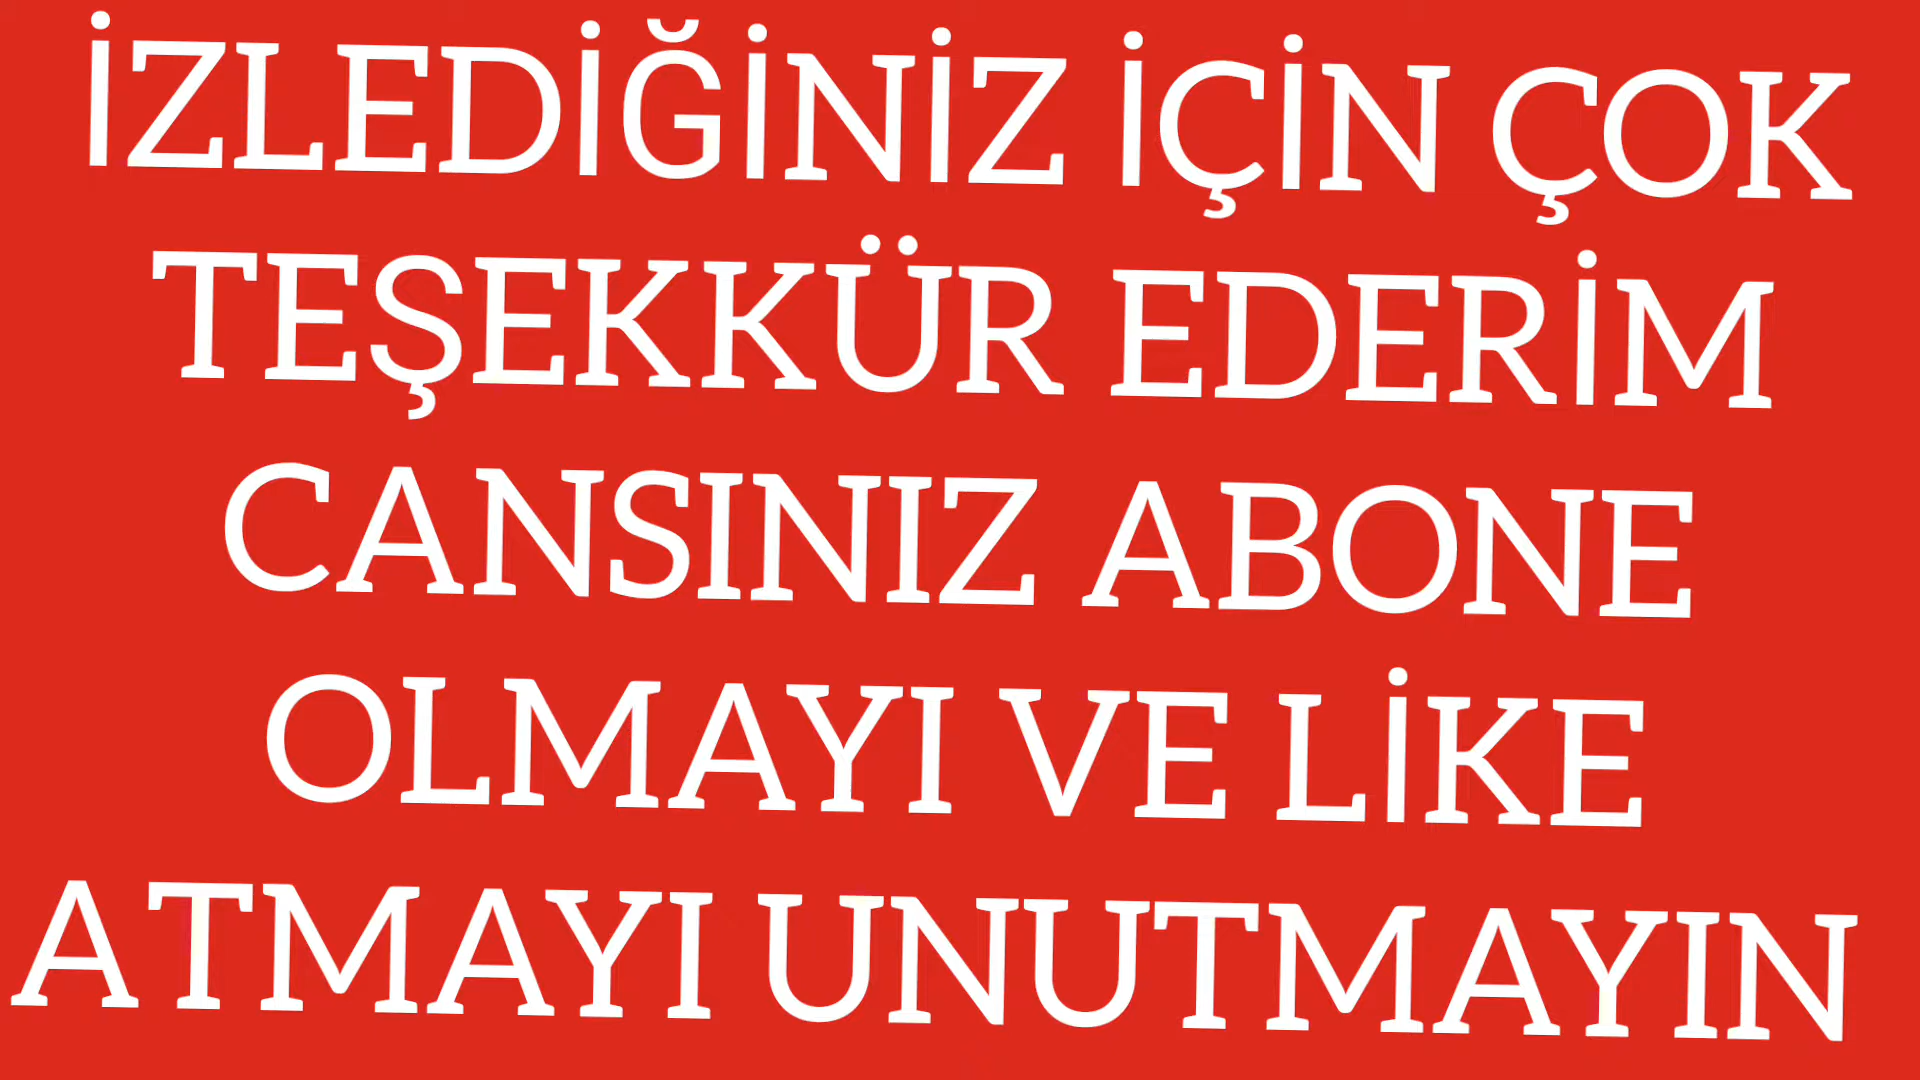 İZLEDİĞİNİZ İÇİN ÇOK
TEŞEKKÜR EDERİM
CANSINIZ ABONE
OLMAYI VE LİKE
ATMAYI UNUTMAYIN